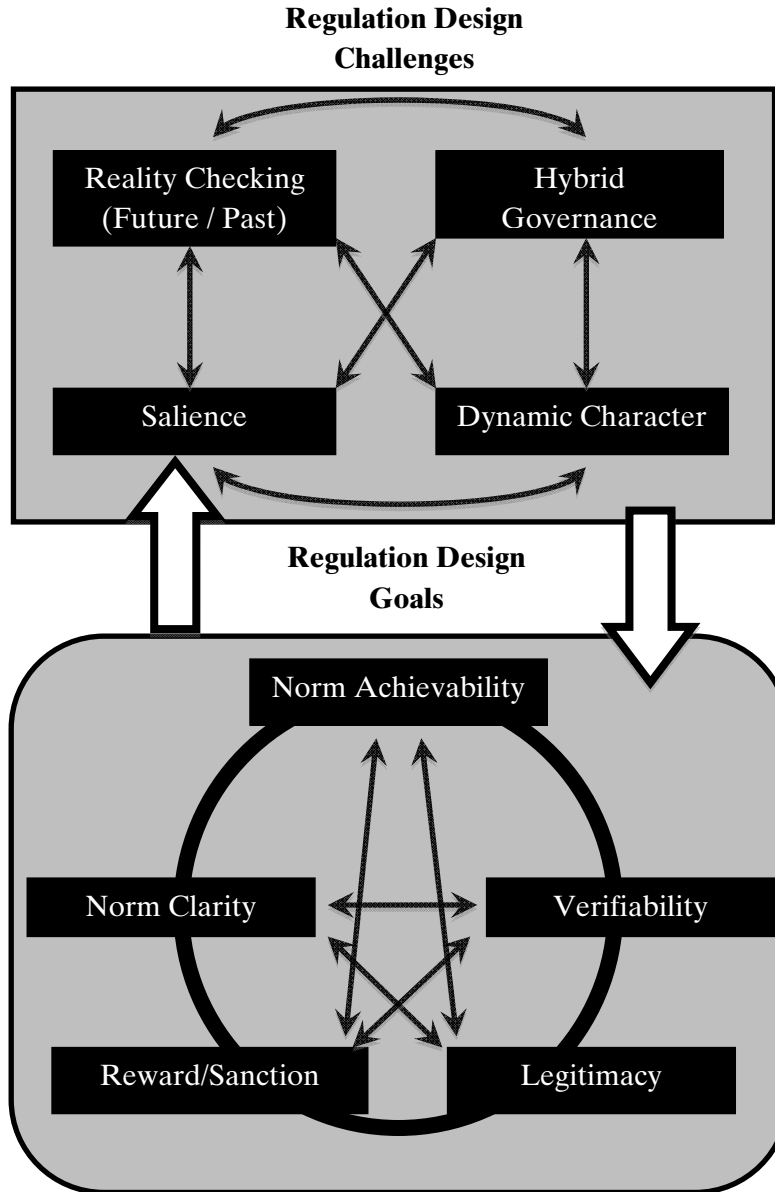 Regulation Design
Challenges
Reality Checking
(Future / Past)
Hybrid
Governance
Salience
Dynamic Character
Regulation Design
Goals
Norm Achievability
Norm Clarity
Verifiability
Reward/Sanction
Legitimacy